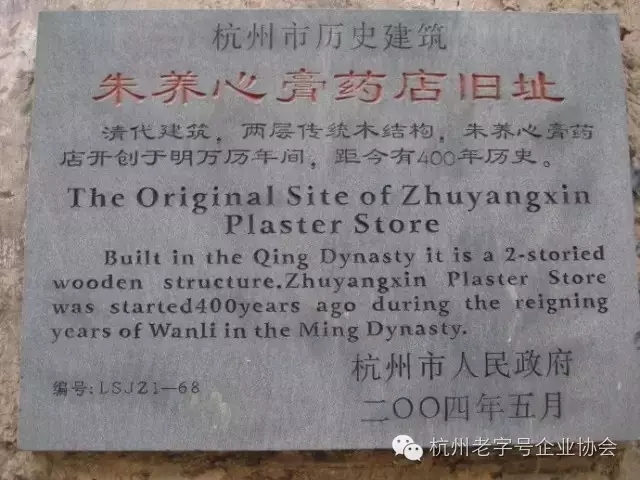 杭州市历史建筑
朱养心膏药店旧址
清代建筑，两层传统木结构，朱养心膏药
店开创于明万历年间，距今有400年历史。
The Original Site of Zhuyangxin
Plaster Store
Built in the Qing Dynasty it is a 2-storied
wooden structure.Zhuyangxin Plaster Store
was started400years ago during the reigning
years of Wanli in the Ming Dynasty.
杭州市人民政府
编号:LSJZ1—68
二〇〇四年五月
杭州老字号企业协会